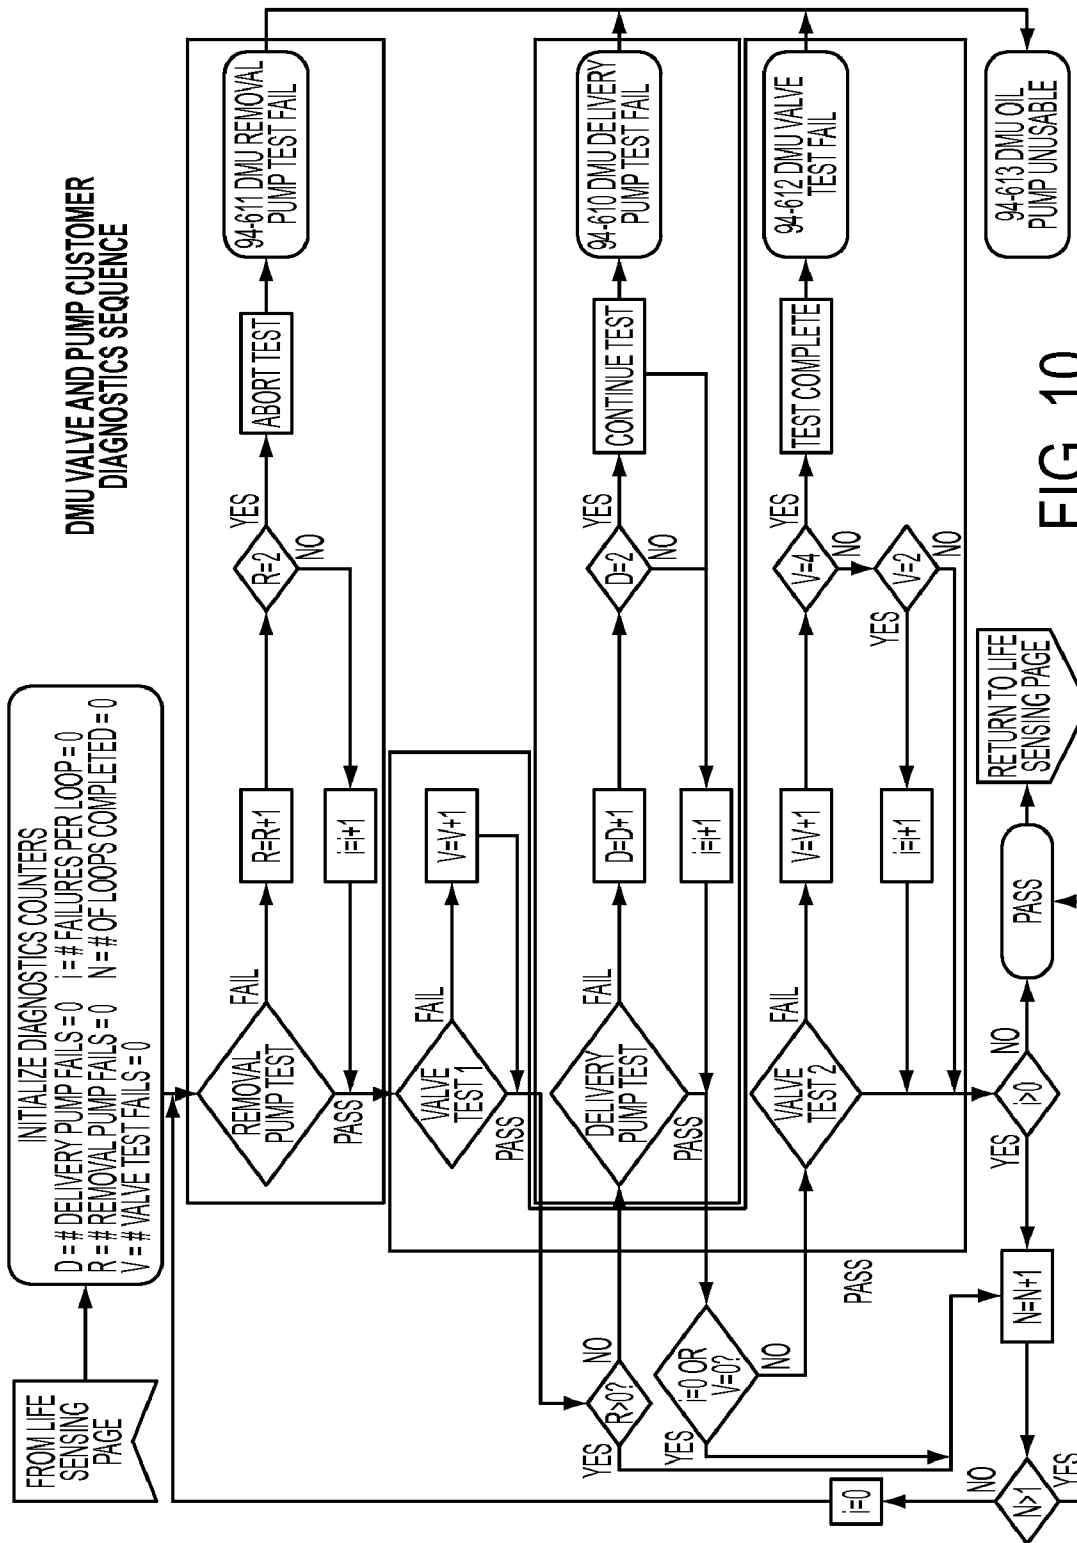 DMU VALVE AND PUMP CUSTOMER
DIAGNOSTICS SEQUENCE
FROM LIFE
SENSING
PAGE
INITIALIZE DIAGNOSTICS COUNTERS
D = # DELIVERY PUMP FAILS = 0 i = # FAILURES PER LOOP = 0
R = # REMOVAL PUMP FAILS = 0 N = # OF LOOPS COMPLETED = 0
V = # VALVE TEST FAILS = 0
REMOVAL
PUMP TEST
FAIL
PASS
R=R+1
R=2
YES
NO
i=i+1
ABORT TEST
94-611 DMU REMOVAL
PUMP TEST FAIL
VALVE
TEST 1
FAIL
PASS
V=V+1
R>0?
YES
NO
DELIVERY
PUMP TEST
FAIL
PASS
D=D+1
D=2
YES
NO
i=i+1
CONTINUE TEST
94-610 DMU DELIVERY
PUMP TEST FAIL
i=0 OR
V=0?
YES
NO
VALVE
TEST 2
FAIL
PASS
V=V+1
V=4
YES
NO
V=2
YES
NO
i=i+1
TEST COMPLETE
94-612 DMU VALVE
TEST FAIL
i>0
YES
NO
PASS
RETURN TO LIFE
SENSING PAGE
N=N+1
N>1
NO
YES
i=0
94-613 DMU OIL
PUMP UNUSABLE
FIG 10